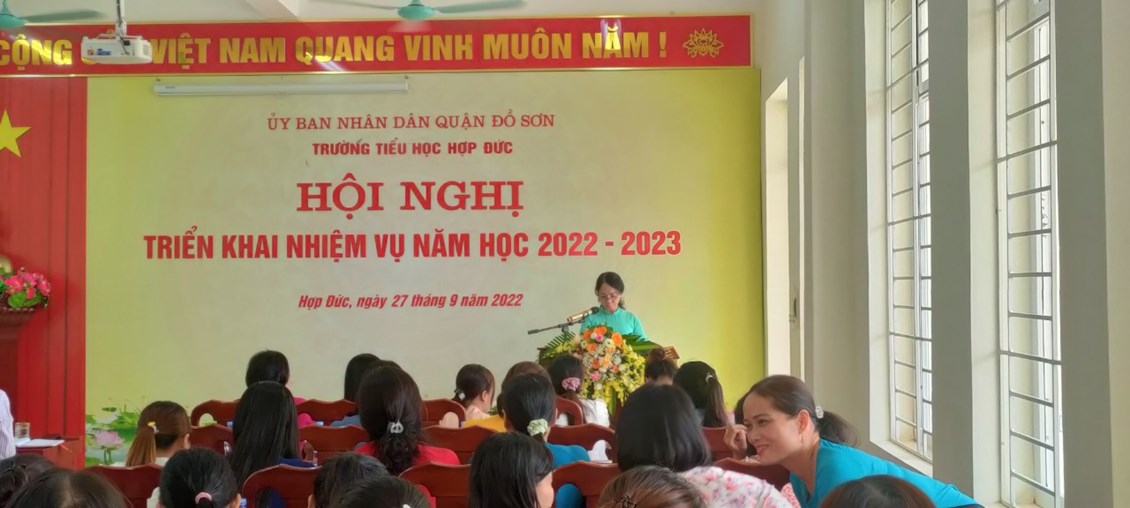 CỘNG VIỆT NAM QUANG VINH MUÔN NĂM !
ỦY BAN NHÂN DÂN QUẬN ĐỒ SƠN
TRƯỜNG TIỂU HỌC HỢP ĐỨC
HỘI NGHỊ
TRIỂN KHAI NHIỆM VỤ NĂM HỌC 2022 - 2023
Hợp Đức, ngày 27 tháng 9 năm 2022